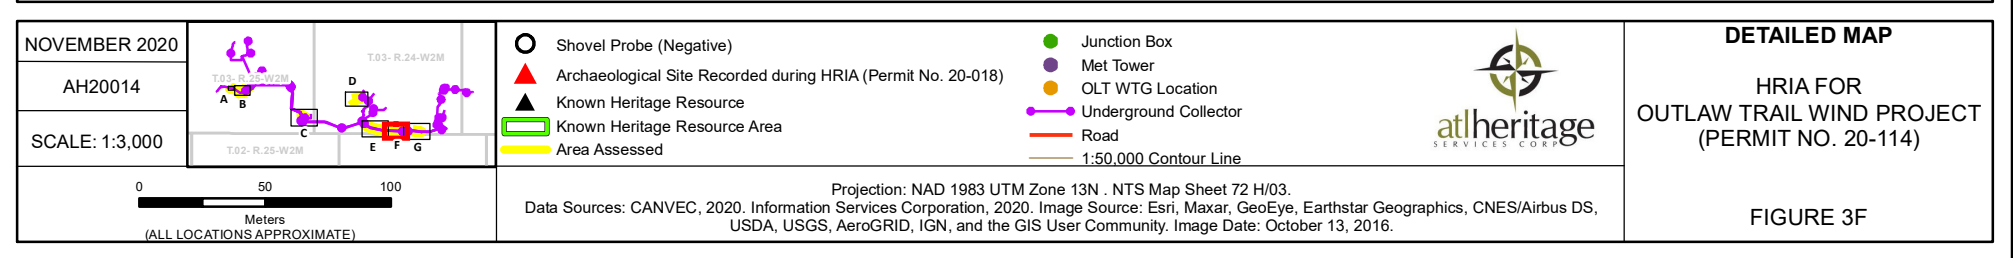 NOVEMBER 2020
AH20014
SCALE: 1:3,000
T.03- R.24-W2M
T.03- R.25-W2M
T.02- R.25-W2M
A
B
C
D
E
F
G
0 50 100
Meters
(ALL LOCATIONS APPROXIMATE)
Shovel Probe (Negative)
Archaeological Site Recorded during HRIA (Permit No. 20-018)
Known Heritage Resource
Known Heritage Resource Area
Area Assessed
Junction Box
Met Tower
OLT WTG Location
Underground Collector
Road
1:50,000 Contour Line
atlheritage
SERVICES CORP
Projection: NAD 1983 UTM Zone 13N . NTS Map Sheet 72 H/03.
Data Sources: CANVEC, 2020. Information Services Corporation, 2020. Image Source: Esri, Maxar, GeoEye, Earthstar Geographics, CNES/Airbus DS,
USDA, USGS, AeroGRID, IGN, and the GIS User Community. Image Date: October 13, 2016.
DETAILED MAP
HRIA FOR
OUTLAW TRAIL WIND PROJECT
(PERMIT NO. 20-114)
FIGURE 3F